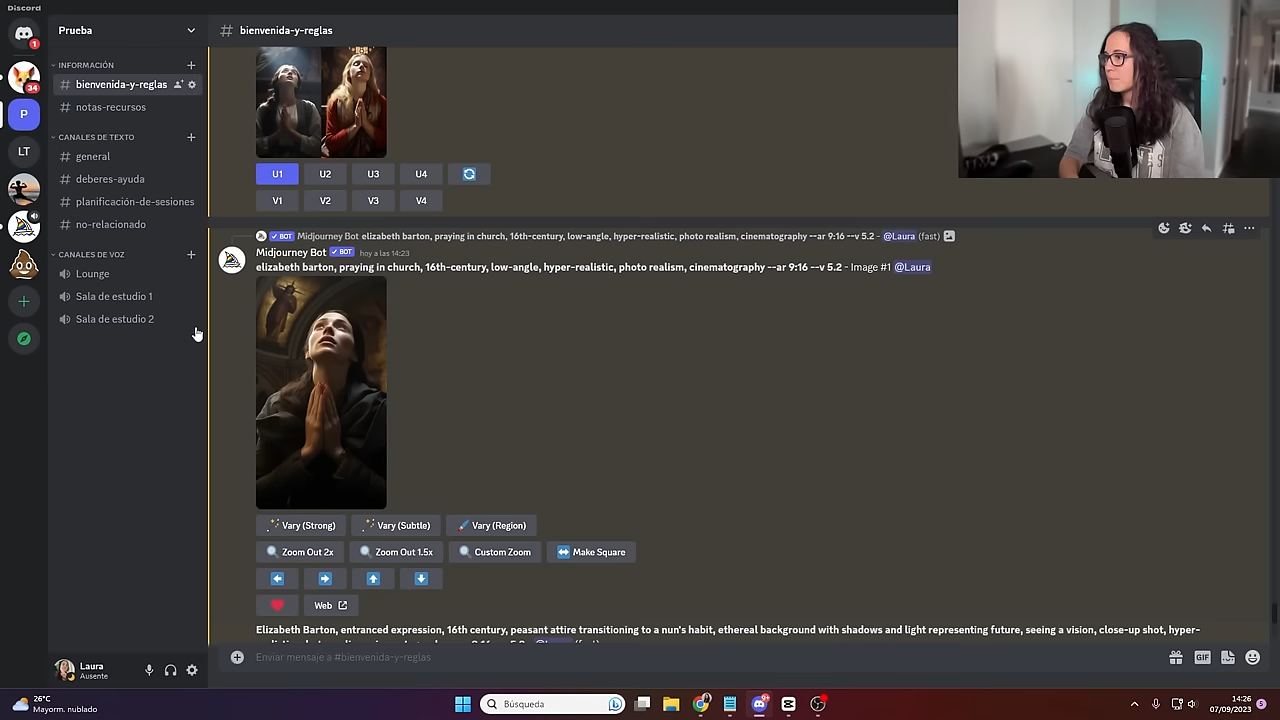 Discord
Prueba
# bienvenida-y-reglas
1
INFORMACIÓN
bienvenida-y-reglas
34
notas-recursos
P
CANALES DE TEXTO
LT
general
deberes-ayuda
planificación-de-sesiones
no-relacionado
CANALES DE VOZ
Lounge
Sala de estudio 1
Sala de estudio 2
U1 U2 U3 U4
V1 V2 V3 V4
BOT Midjourney Bot elizabeth barton, praying in church, 16th-century, low-angle, hyper-realistic, photo realism, cinematography --ar 9:16 --v 5.2 - @Laura (fast)
Midjourney Bot BOT hoy a las 14:23
elizabeth barton, praying in church, 16th-century, low-angle, hyper-realistic, photo realism, cinematography --ar 9:16 --v 5.2 - Image #1 @Laura
Vary (Strong) Vary (Subtle) Vary (Region)
Zoom Out 2x Zoom Out 1.5x Custom Zoom Make Square
Web
Elizabeth Barton, entranced expression, 16th century, peasant attire transitioning to a nun's habit, ethereal background with shadows and light representing future, seeing a vision, close-up shot, hyper-
Enviar mensaje a #bienvenida-y-reglas
GIF
Laura
Ausente
26°C
Mayorm. nublado
Búsqueda
14:26
07/09/2023
5